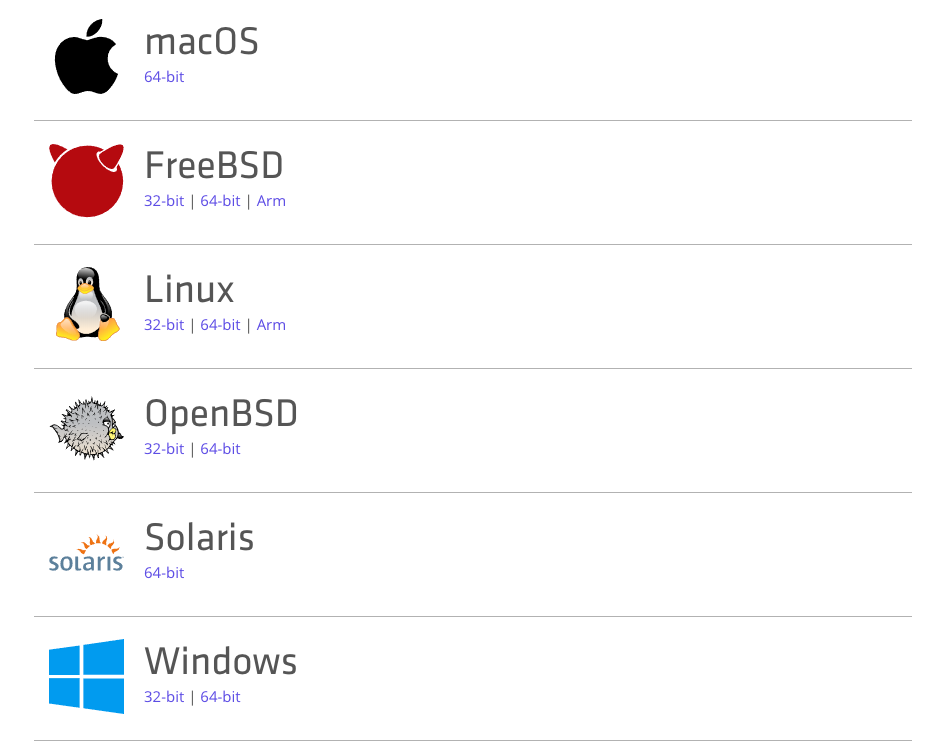 macOS
64-bit
FreeBSD
32-bit | 64-bit | Arm
Linux
32-bit | 64-bit | Arm
OpenBSD
32-bit | 64-bit
solaris
Solaris
64-bit
Windows
32-bit | 64-bit